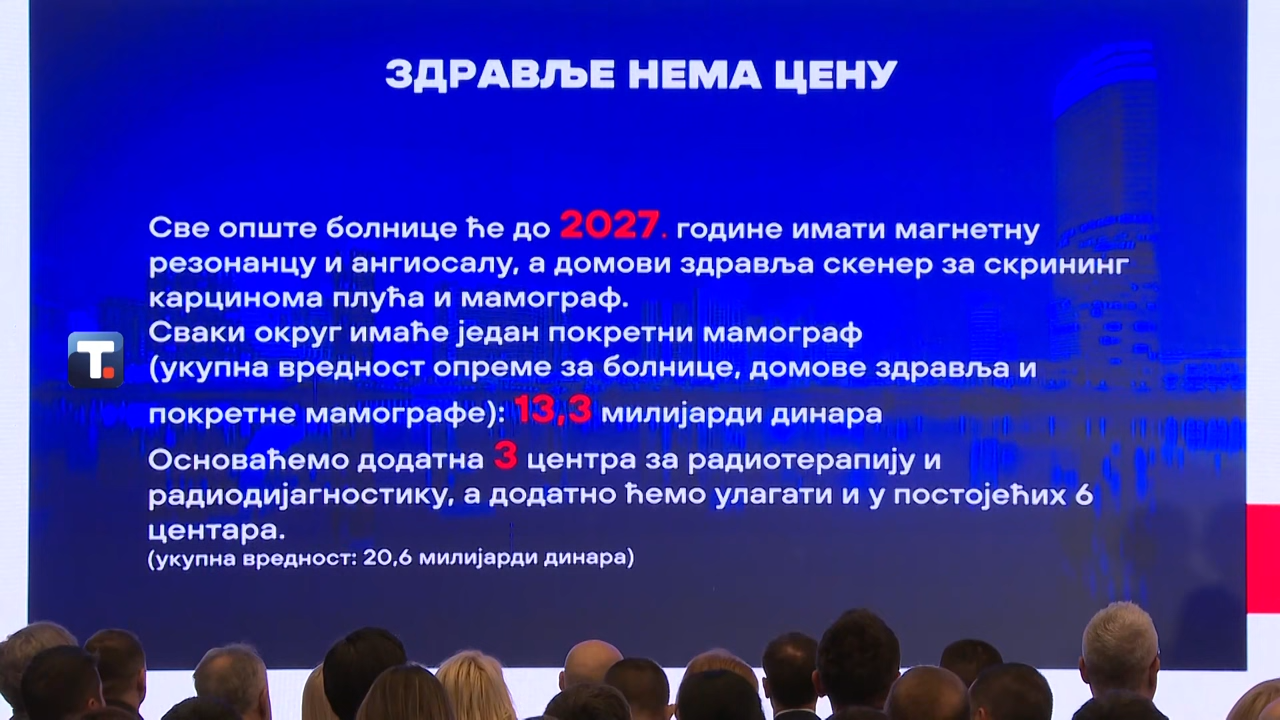 ЗДРАВЉЕ НЕМА ЦЕНУ
Све опште болнице ће до 2027. године имати магнетну
резонанцу и ангиосалу, а домови здравља скенер за скрининг
карцинома плућа и мамограф.
Сваки округ имаће један покретни мамограф
(укупна вредност опреме за болнице, домове здравља и
покретне мамографе): 13,3 милијарди динара
T.
Основаћемо додатна 3 центра за радиотерапију и
радиодијагностику, а додатно ћемо улагати и у постојећих 6
центара.
(укупна вредност: 20,6 милијарди динара)